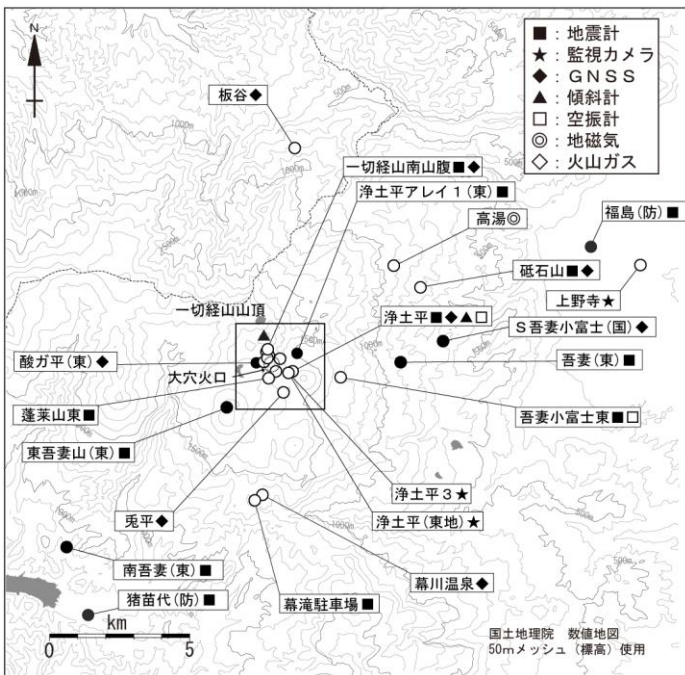 ■：地震計
★：監視カメラ
◆：ＧＮＳＳ
▲：傾斜計
□：空振計
◎：地磁気
◇：火山ガス
板谷◆
一切経山南山腹■◆
浄土平アレイ１(東)■
高湯◎
福島(防)■
砥石山■◆
上野寺★
一切経山山頂
浄土平■◆▲□
Ｓ吾妻小富士(国)◆
酸ガ平(東)◆
大穴火口
吾妻(東)■
蓬莱山東■
吾妻小富士東■□
東吾妻山(東)■
浄土平３★
兎平◆
浄土平(東地)★
南吾妻(東)■
幕川温泉◆
猪苗代(防)■
幕滝駐車場■
km
0 5
国土地理院 数値地図
50mメッシュ（標高）使用
500m
1000m
500m
1000m
500m
500m